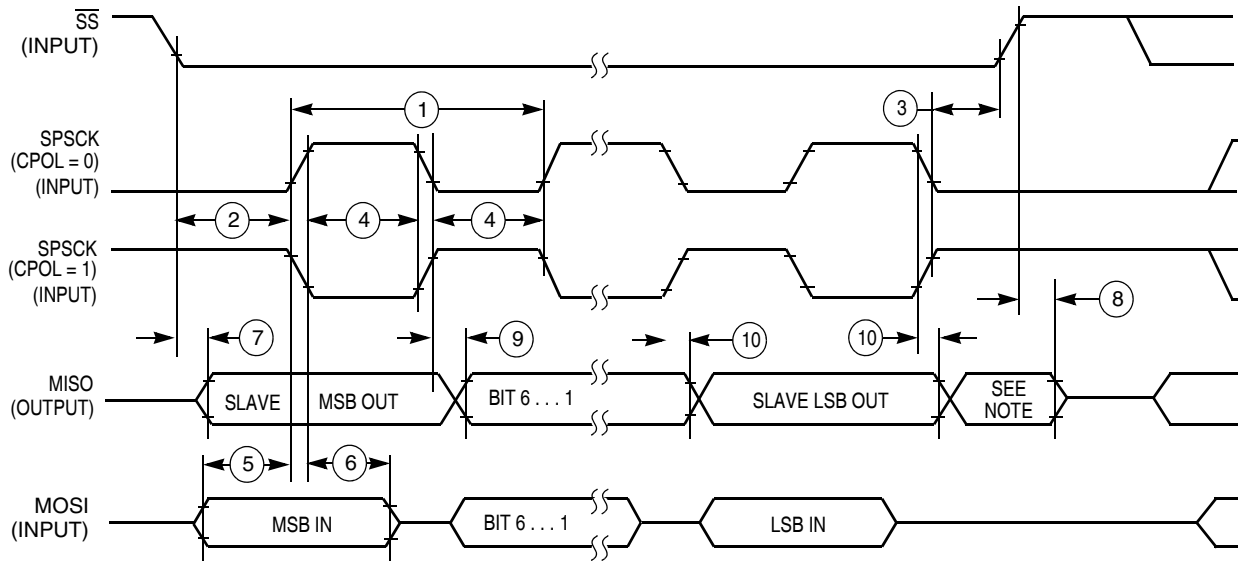 SS
(INPUT)
1
3
SPSCK
(CPOL = 0)
(INPUT)
2
4
4
SPSCK
(CPOL = 1)
(INPUT)
8
7
9
10
10
MISO
(OUTPUT)
SLAVE
MSB OUT
BIT 6 . . . 1
SLAVE LSB OUT
SEE
NOTE
5
6
MOSI
(INPUT)
MSB IN
BIT 6 . . . 1
LSB IN